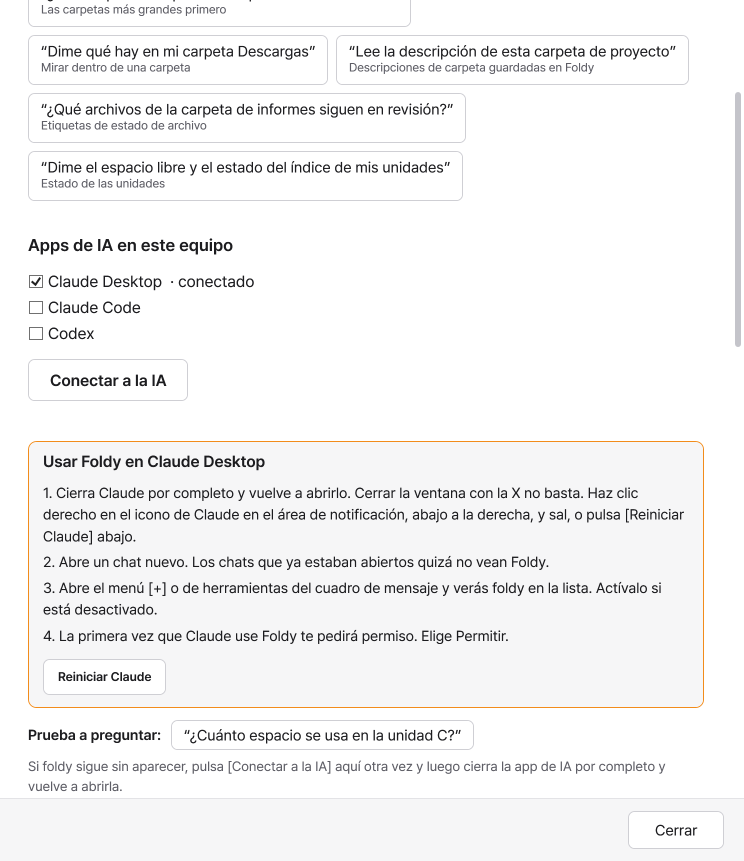 Las carpetas más grandes primero
“Dime qué hay en mi carpeta Descargas”
Mirar dentro de una carpeta
“Lee la descripción de esta carpeta de proyecto”
Descripciones de carpeta guardadas en Foldy
“¿Qué archivos de la carpeta de informes siguen en revisión?”
Etiquetas de estado de archivo
“Dime el espacio libre y el estado del índice de mis unidades”
Estado de las unidades
Apps de IA en este equipo
Claude Desktop · conectado
Claude Code
Codex
Conectar a la IA
Usar Foldy en Claude Desktop
1. Cierra Claude por completo y vuelve a abrirlo. Cerrar la ventana con la X no basta. Haz clic
derecho en el icono de Claude en el área de notificación, abajo a la derecha, y sal, o pulsa [Reiniciar
Claude] abajo.
2. Abre un chat nuevo. Los chats que ya estaban abiertos quizá no vean Foldy.
3. Abre el menú [+] o de herramientas del cuadro de mensaje y verás foldy en la lista. Actívalo si
está desactivado.
4. La primera vez que Claude use Foldy te pedirá permiso. Elige Permitir.
Reiniciar Claude
Prueba a preguntar:
“¿Cuánto espacio se usa en la unidad C?”
Si foldy sigue sin aparecer, pulsa [Conectar a la IA] aquí otra vez y luego cierra la app de IA por completo y
vuelve a abrirla.
Cerrar